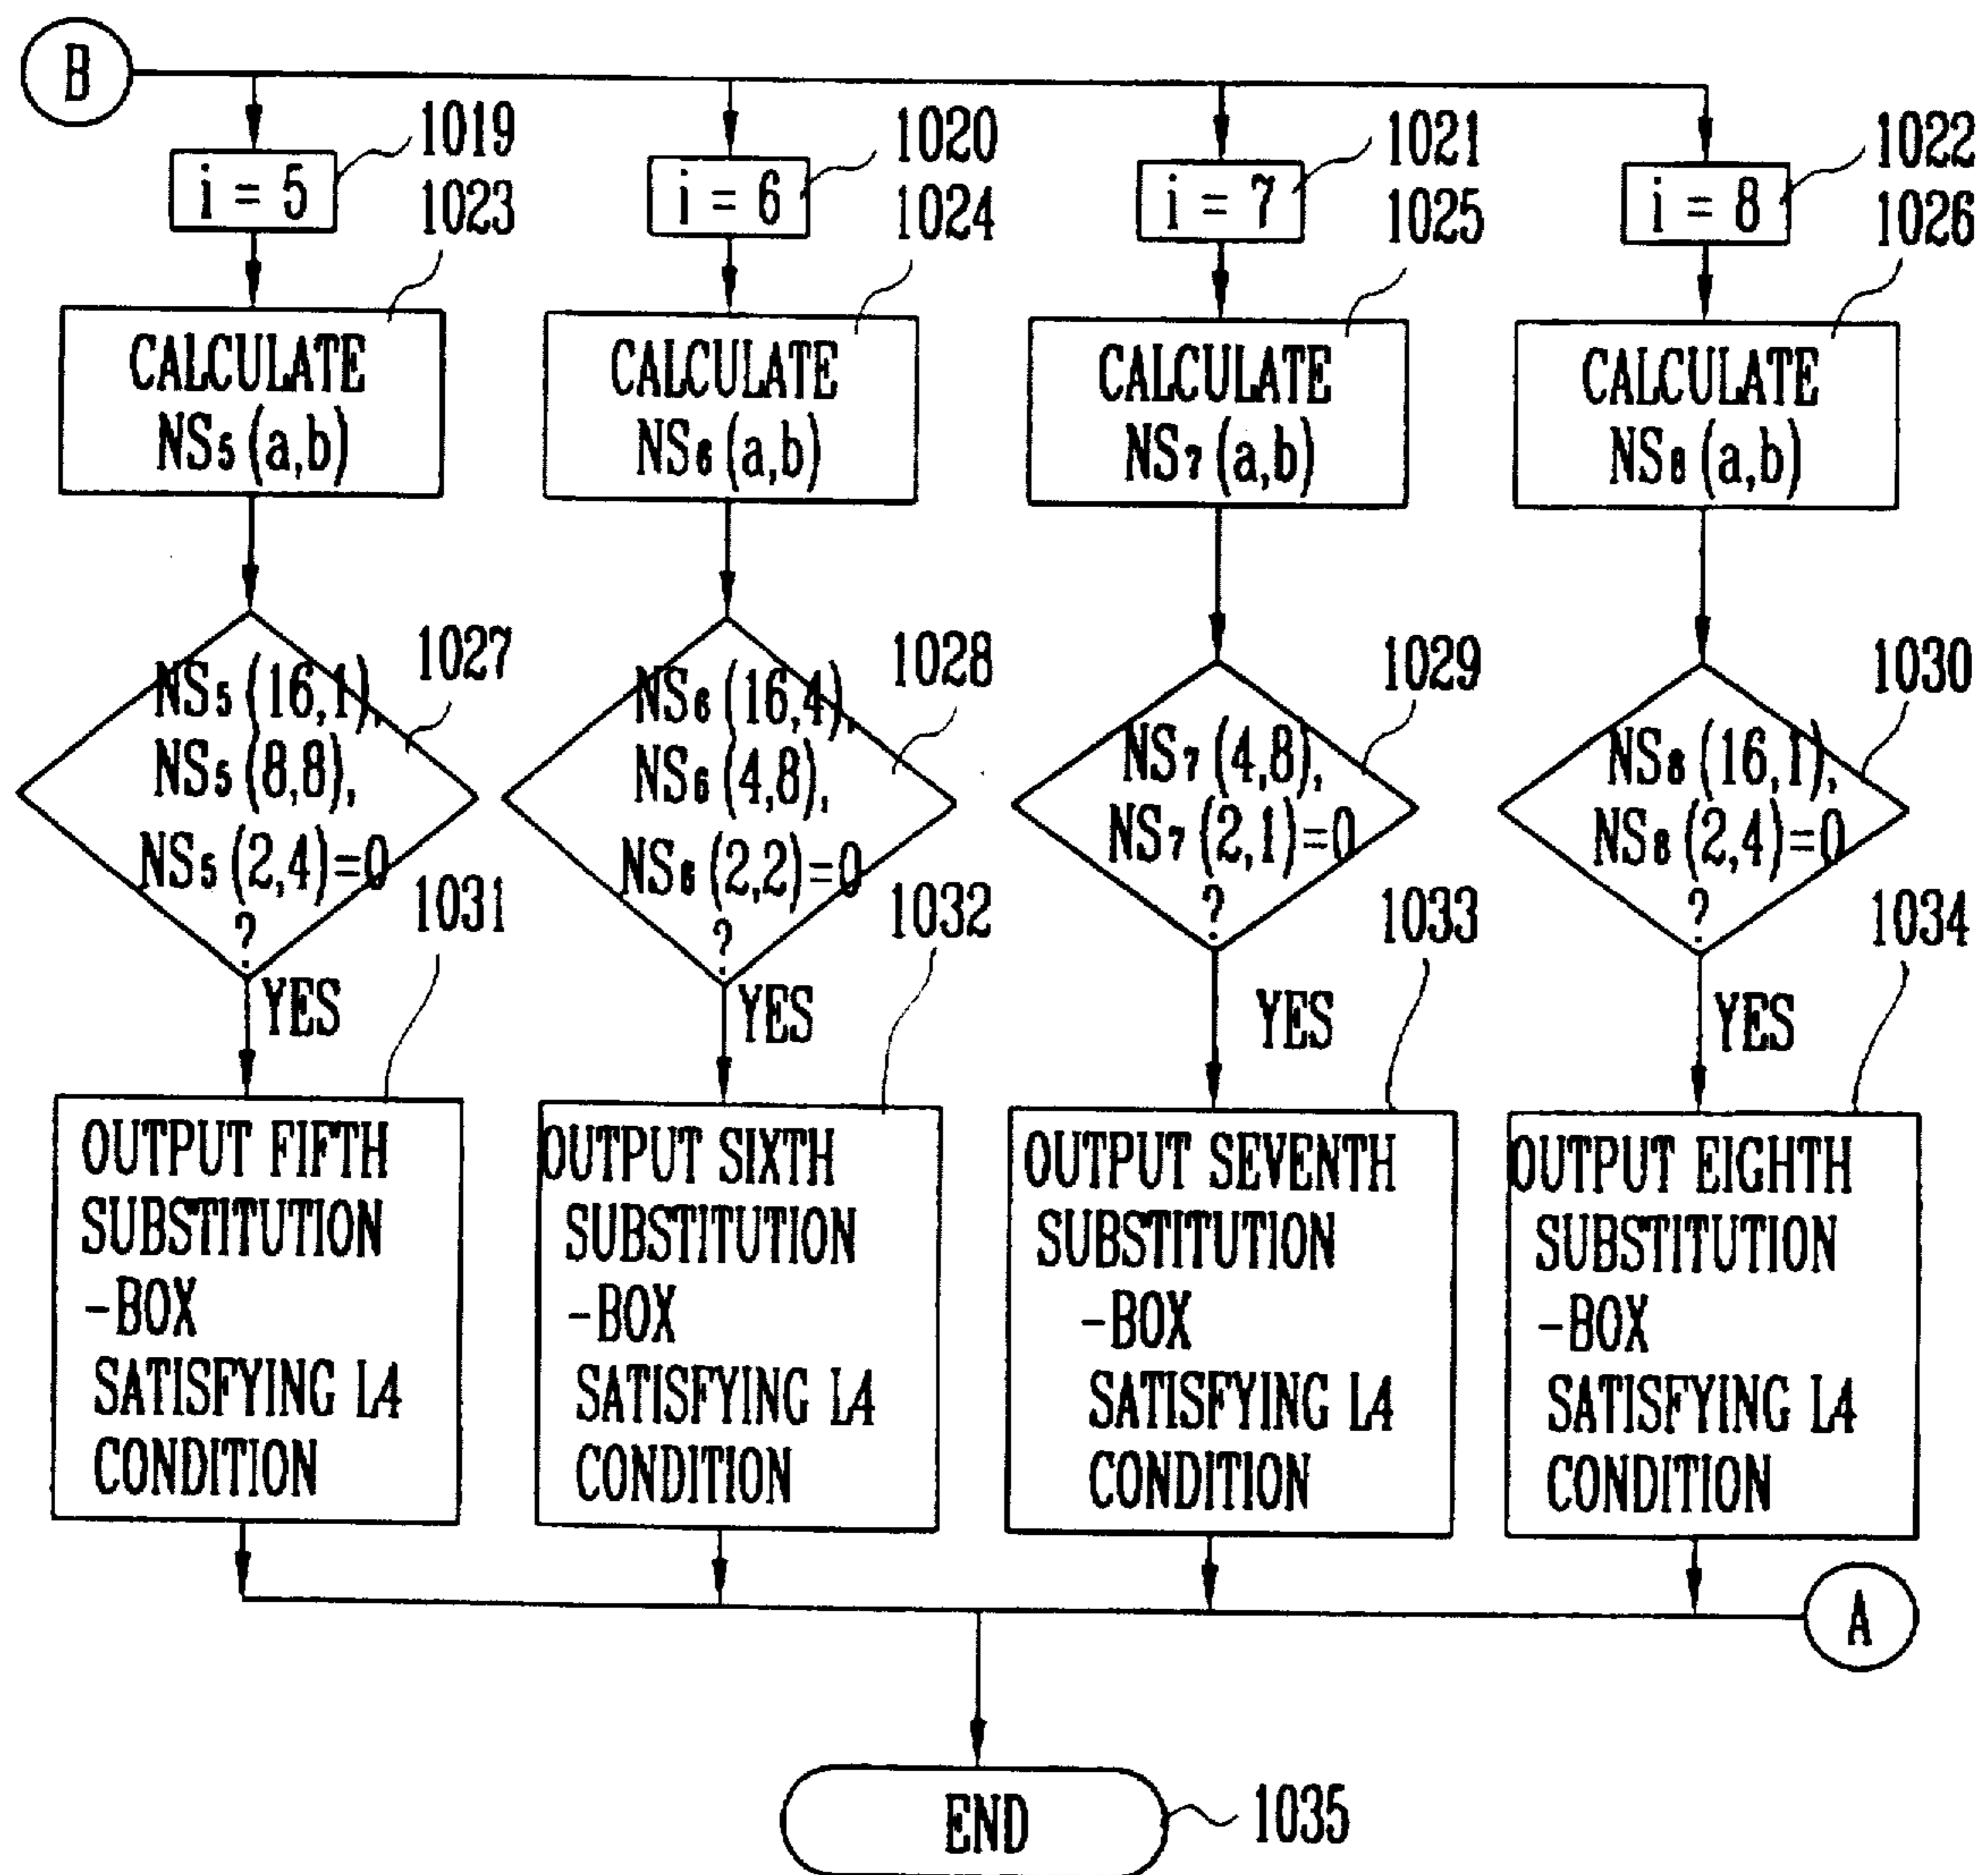 B
1019
i = 5
1023
1020
i = 6
1024
1021
i = 7
1025
1022
i = 8
1026
CALCULATE
NS5 (a,b)
CALCULATE
NS6 (a,b)
CALCULATE
NS7 (a,b)
CALCULATE
NS8 (a,b)
NS5 (16,1),
NS5 (8,8),
NS5 (2,4)=0
?
1027
NS6 (16,4),
NS6 (4,8),
NS6 (2,2)=0
?
1028
NS7 (4,8),
NS7 (2,1)=0
?
1029
NS8 (16,1),
NS8 (2,4)=0
?
1030
YES
1031
YES
1032
YES
1033
YES
1034
OUTPUT FIFTH
SUBSTITUTION
-BOX
SATISFYING L4
CONDITION
OUTPUT SIXTH
SUBSTITUTION
-BOX
SATISFYING L4
CONDITION
OUTPUT SEVENTH
SUBSTITUTION
-BOX
SATISFYING L4
CONDITION
OUTPUT EIGHTH
SUBSTITUTION
-BOX
SATISFYING L4
CONDITION
A
END
1035